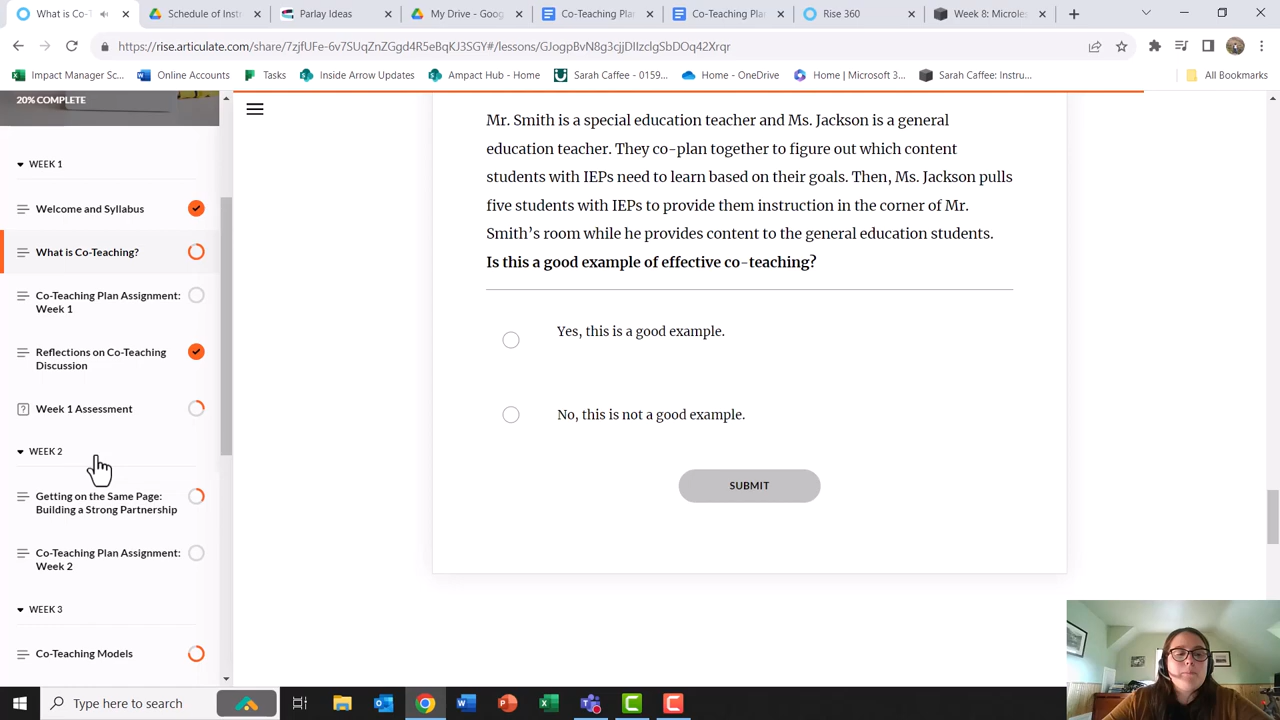 What is Co-T
Schedule of Inst
Parlay Ideas
My Drive - Goog
Co-Teaching Plan
Co-Teaching Plan
Rise 360
Week 8: Microles
https://rise.articulate.com/share/7zjfUFe-6v7SUqZnZGgd4R5eBqKJ3SGY#/lessons/GJogpBvN8g3cjjDIIzclgSbDOq42Xrqr
Impact Manager Sc...
Online Accounts
Tasks
Inside Arrow Updates
Ampact Hub - Home
Sarah Caffee - 0159...
Home - OneDrive
Home | Microsoft 3...
Sarah Caffee: Instru...
All Bookmarks
20% COMPLETE
WEEK 1
Welcome and Syllabus
What is Co-Teaching?
Co-Teaching Plan Assignment:
Week 1
Reflections on Co-Teaching
Discussion
Week 1 Assessment
WEEK 2
Getting on the Same Page:
Building a Strong Partnership
Co-Teaching Plan Assignment:
Week 2
WEEK 3
Co-Teaching Models
Mr. Smith is a special education teacher and Ms. Jackson is a general
education teacher. They co-plan together to figure out which content
students with IEPs need to learn based on their goals. Then, Ms. Jackson pulls
five students with IEPs to provide them instruction in the corner of Mr.
Smith's room while he provides content to the general education students.
Is this a good example of effective co-teaching?
Yes, this is a good example.
No, this is not a good example.
SUBMIT
Type here to search